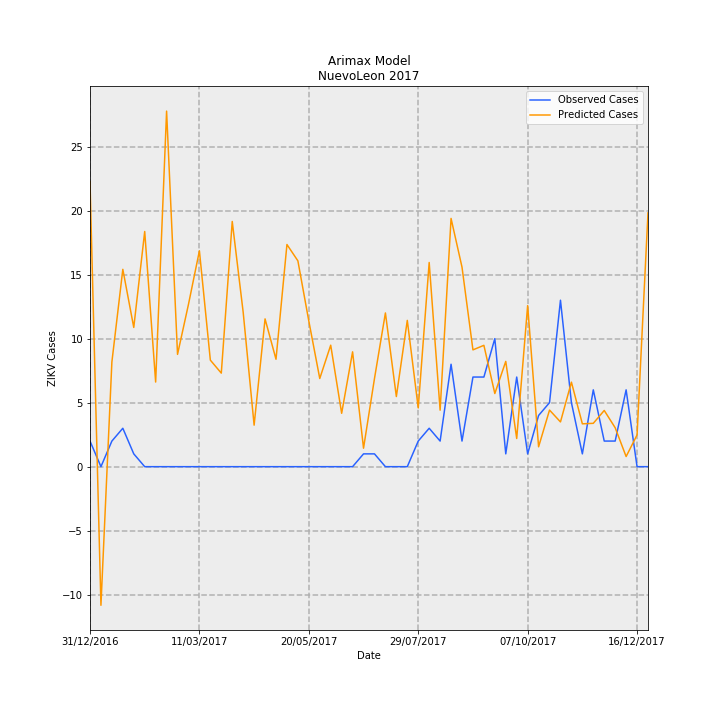 Arimax Model
NuevoLeon 2017
Observed Cases
Predicted Cases
ZIKV Cases
25
20
15
10
5
0
−5
−10
31/12/2016
11/03/2017
20/05/2017
29/07/2017
07/10/2017
16/12/2017
Date